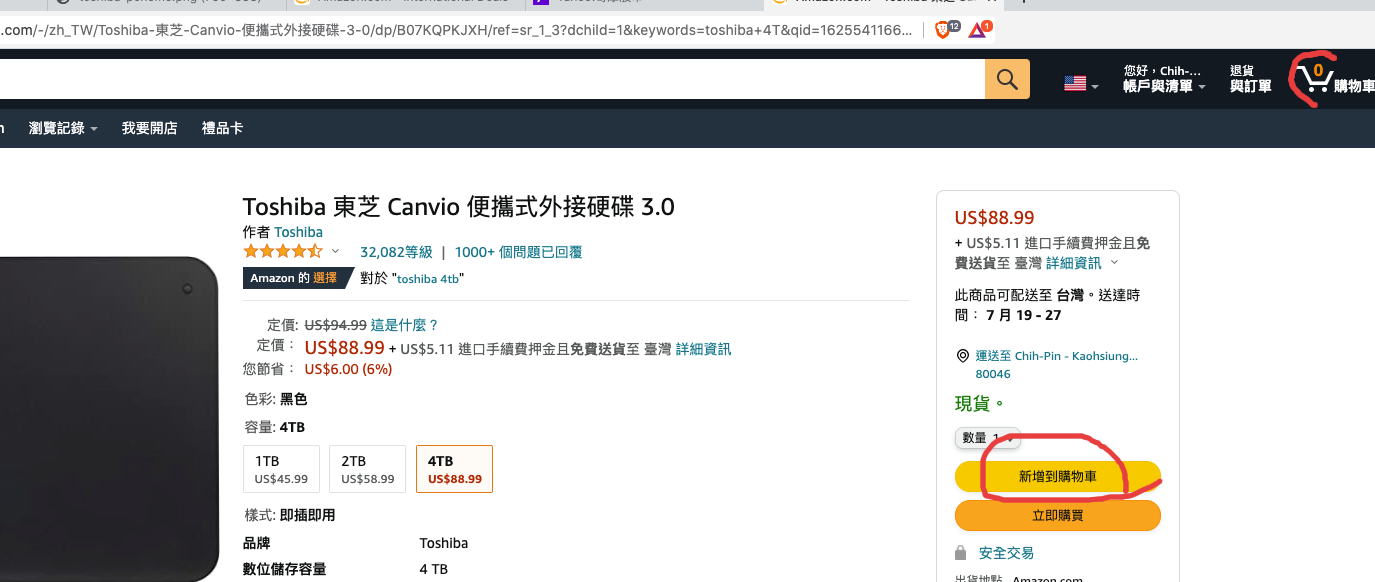 .com/-/zh_TW/Toshiba-東芝-Canvio-便攜式外接硬碟-3-0/dp/B07KQPKJXH/ref=sr_1_3?dchild=1&keywords=toshiba+4T&qid=1625541166... 12 1
您好，Chih-...
帳戶與清單
退貨
與訂單
0
購物車
瀏覽記錄 我要開店 禮品卡
Toshiba 東芝 Canvio 便攜式外接硬碟 3.0
作者 Toshiba
32,082等級 | 1000+ 個問題已回覆
Amazon 的 選擇 對於 "toshiba 4tb"
定價: US$94.99 這是什麼？
定價： US$88.99 + US$5.11 進口手續費押金且免費送貨至 臺灣 詳細資訊
您節省： US$6.00 (6%)
色彩: 黑色
容量: 4TB
1TB
US$45.99
2TB
US$58.99
4TB
US$88.99
樣式: 即插即用
品牌 Toshiba
數位儲存容量 4 TB
US$88.99
+ US$5.11 進口手續費押金且免
費送貨至 臺灣 詳細資訊
此商品可配送至 台灣。送達時
間： 7 月 19 - 27
運送至 Chih-Pin - Kaohsiung...
80046
現貨。
數量 1
新增到購物車
立即購買
安全交易
出貨地點 Amazon.com